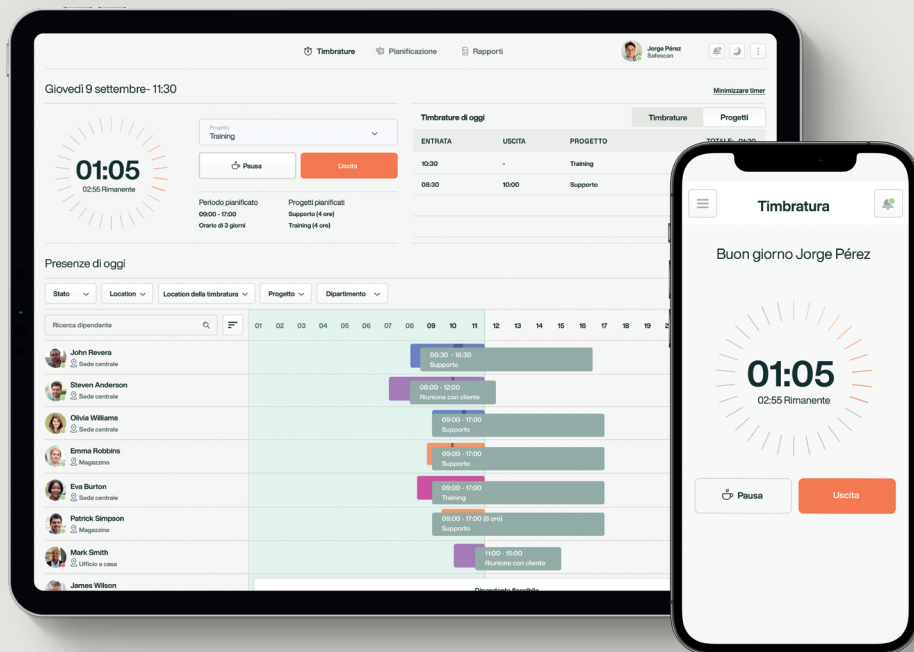 Timbrature
Pianificazione
Rapporti
Jorge Pérez
Safescan
Giovedì 9 settembre- 11:30
Minimizzare timer
01:05
02:55 Rimanente
Progetto
Training
Pausa
Uscita
Periodo pianificato
09:00 - 17:00
Orario di 3 giorni
Progetti pianificati
Supporto (4 ore)
Training (4 ore)
Timbrature di oggi
Timbrature
Progetti
ENTRATA USCITA PROGETTO TOTALE: 01:30
10:30 - Training
08:30 10:00 Supporto
Presenze di oggi
Stato
Location
Location della timbratura
Progetto
Dipartimento
Ricerca dipendente
01 02 03 04 05 06 07 08 09 10 11 12 13 14 15 16 17 18 19
John Revera
Sede centrale
08:30 - 16:30
Supporto
Steven Anderson
Sede centrale
08:00 - 12:00
Riunione con cliente
Olivia Williams
Sede centrale
09:00 - 17:00
Supporto
Emma Robbins
Magazzino
09:00 - 17:00
Supporto
Eva Burton
Sede centrale
09:00 - 17:00
Training
Patrick Simpson
Magazzino
09:00 - 17:00 (8 ore)
Supporto
Mark Smith
Ufficio a casa
11:00 - 15:00
Riunione con cliente
James Wilson
Dipendente flessibile
Timbratura
Buon giorno Jorge Pérez
01:05
02:55 Rimanente
Pausa
Uscita